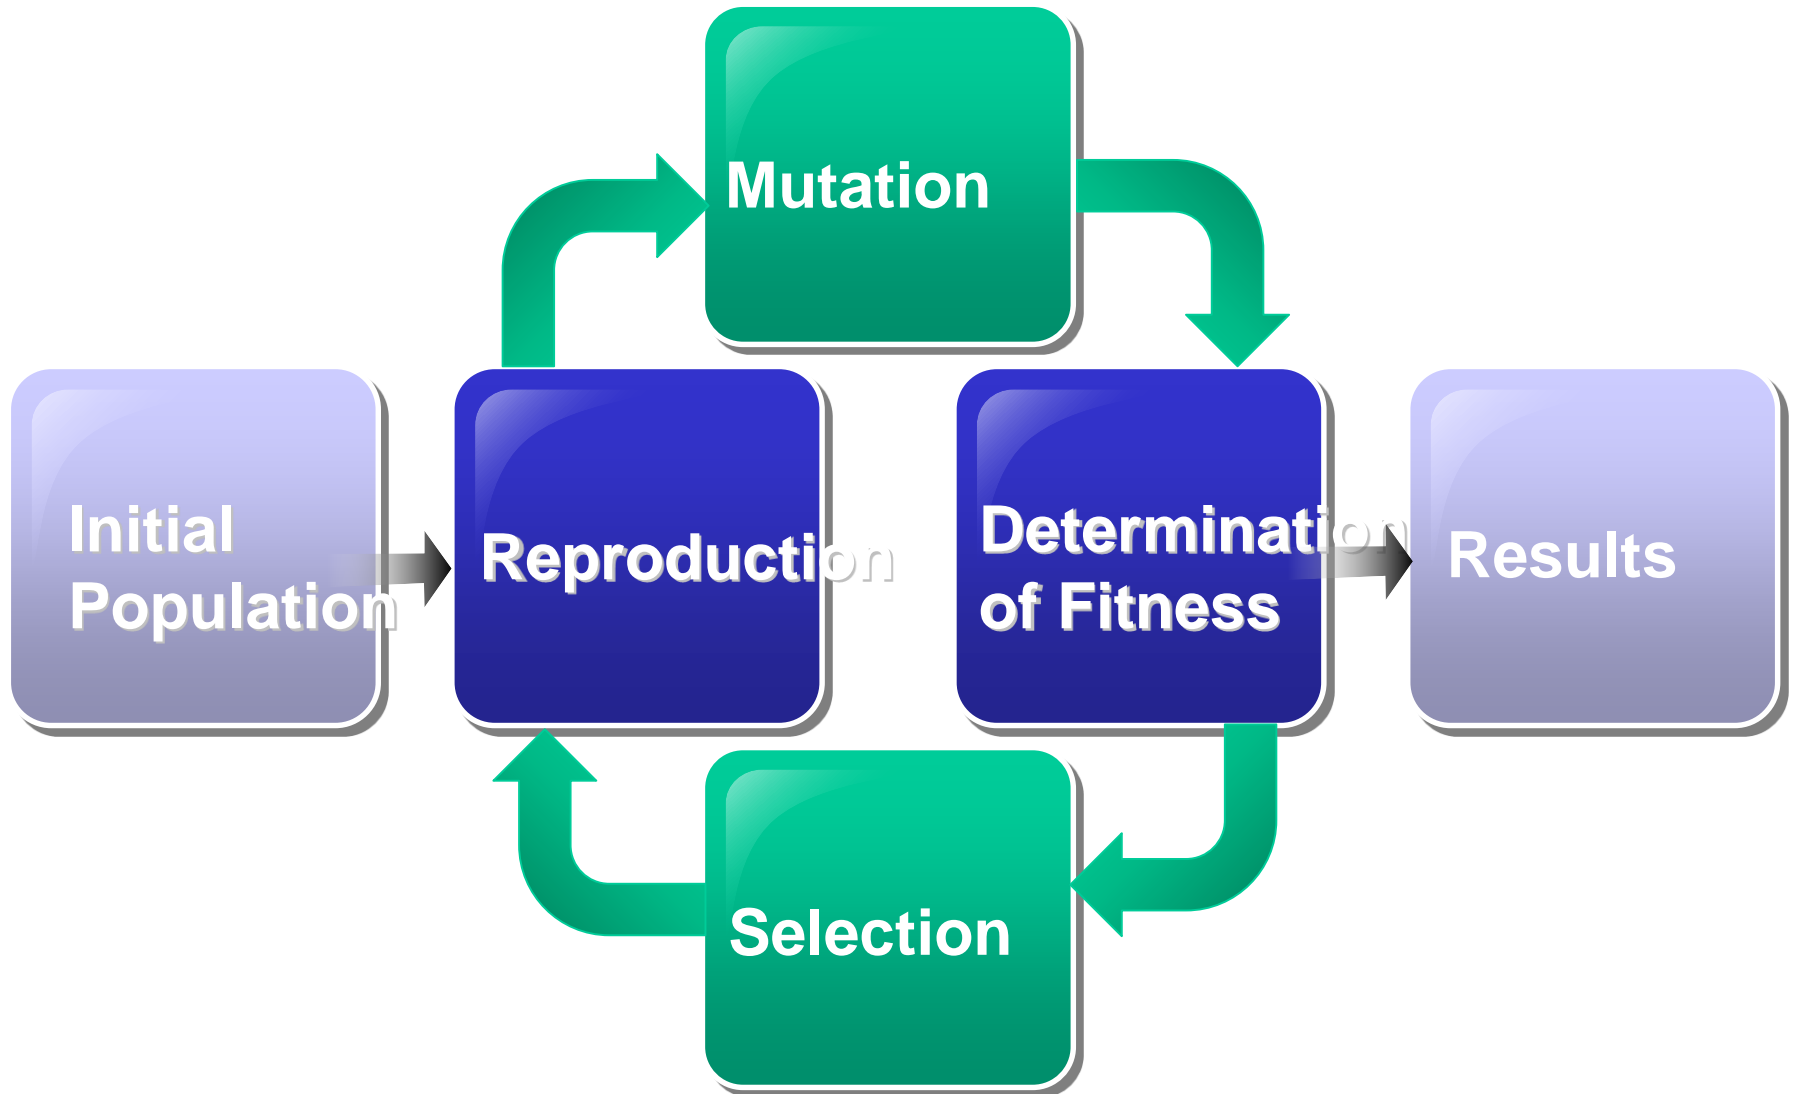 Mutation
Initial
Population
Reproduction
Determination
of Fitness
Results
Selection